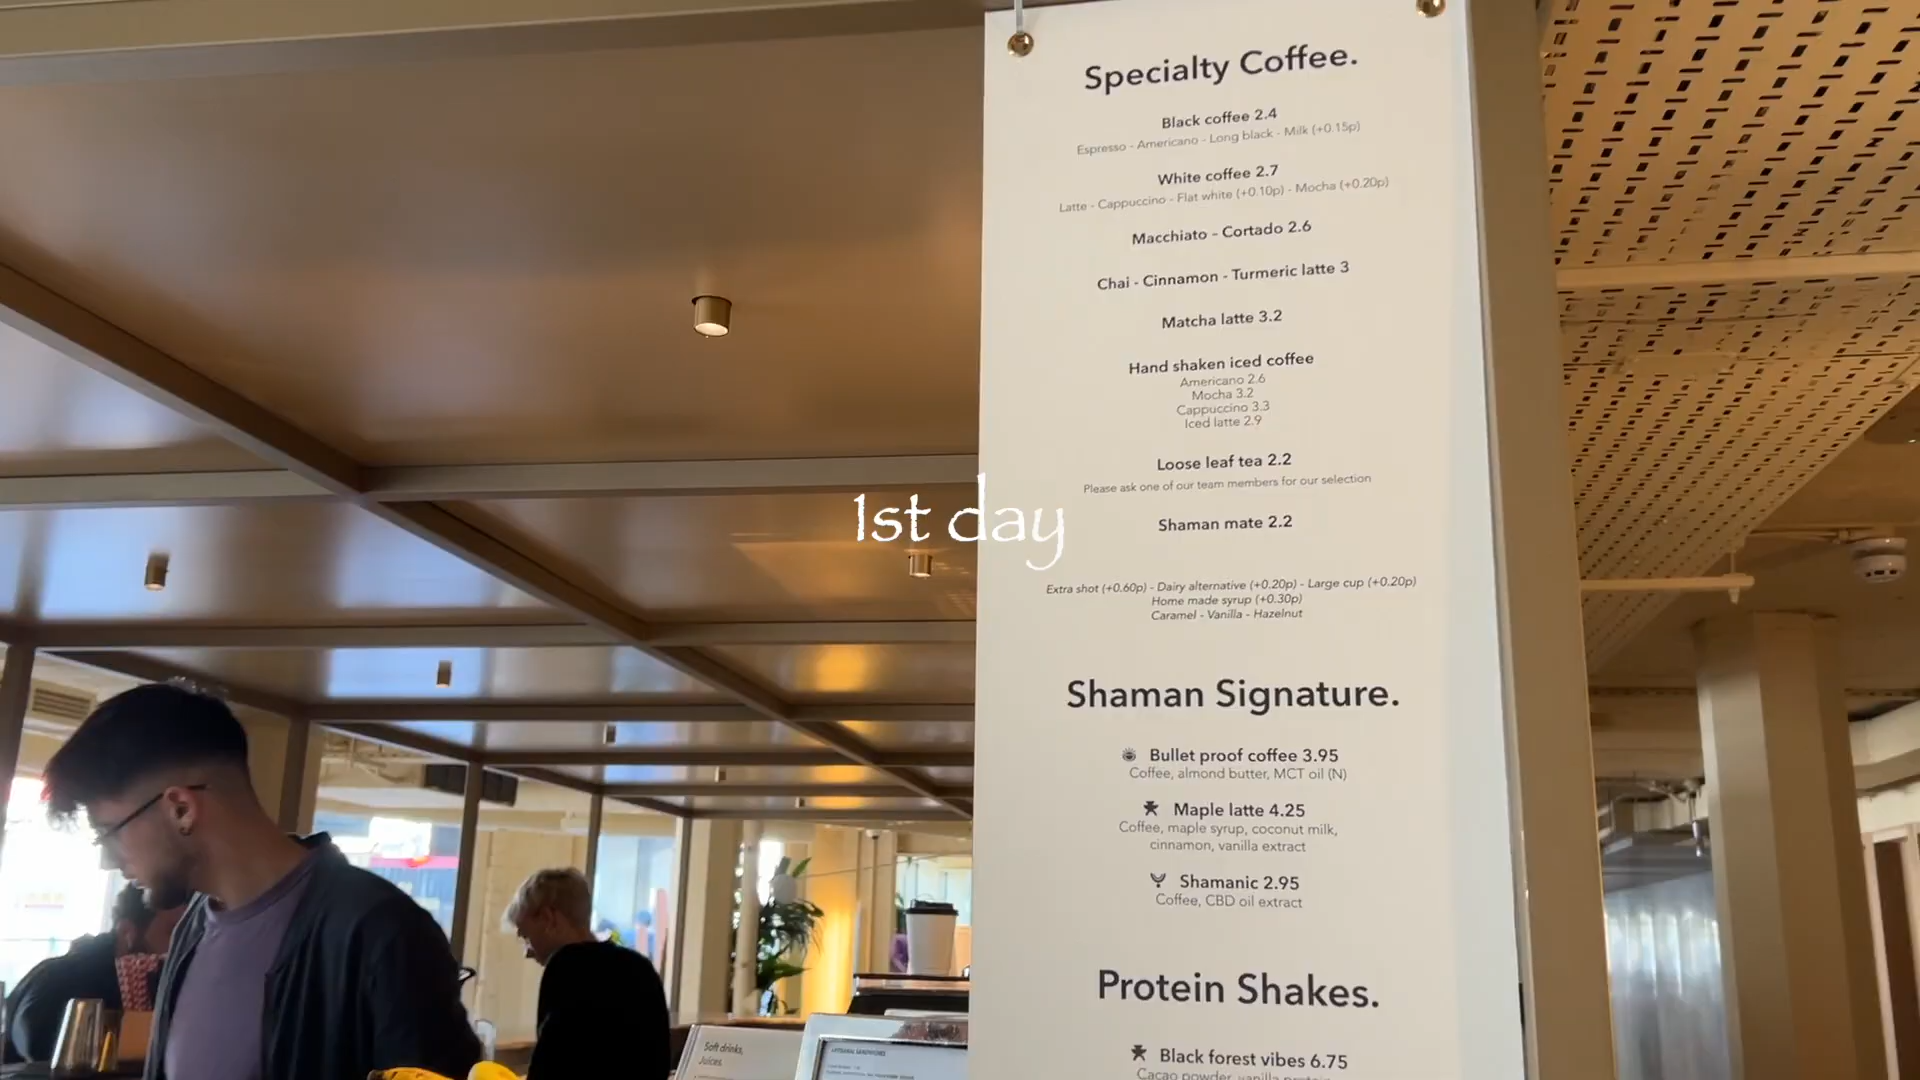 Specialty Coffee.
Black coffee 2.4
Espresso - Americano - Long black - Milk (+0.15p)
White coffee 2.7
Latte - Cappuccino - Flat white (+0.10p) - Mocha (+0.20p)
Macchiato - Cortado 2.6
Chai - Cinnamon - Turmeric latte 3
Matcha latte 3.2
Hand shaken iced coffee
Americano 2.6
Mocha 3.2
Cappuccino 3.3
Iced latte 2.9
Loose leaf tea 2.2
Please ask one of our team members for our selection
1st day
Shaman mate 2.2
Extra shot (+0.60p) - Dairy alternative (+0.20p) - Large cup (+0.20p)
Home made syrup (+0.30p)
Caramel - Vanilla - Hazelnut
Shaman Signature.
Bullet proof coffee 3.95
Coffee, almond butter, MCT oil (N)
Maple latte 4.25
Coffee, maple syrup, coconut milk,
cinnamon, vanilla extract
Shamanic 2.95
Coffee, CBD oil extract
Protein Shakes.
Black forest vibes 6.75
Cacao powder, vanilla protein
Soft drinks,
Juices.